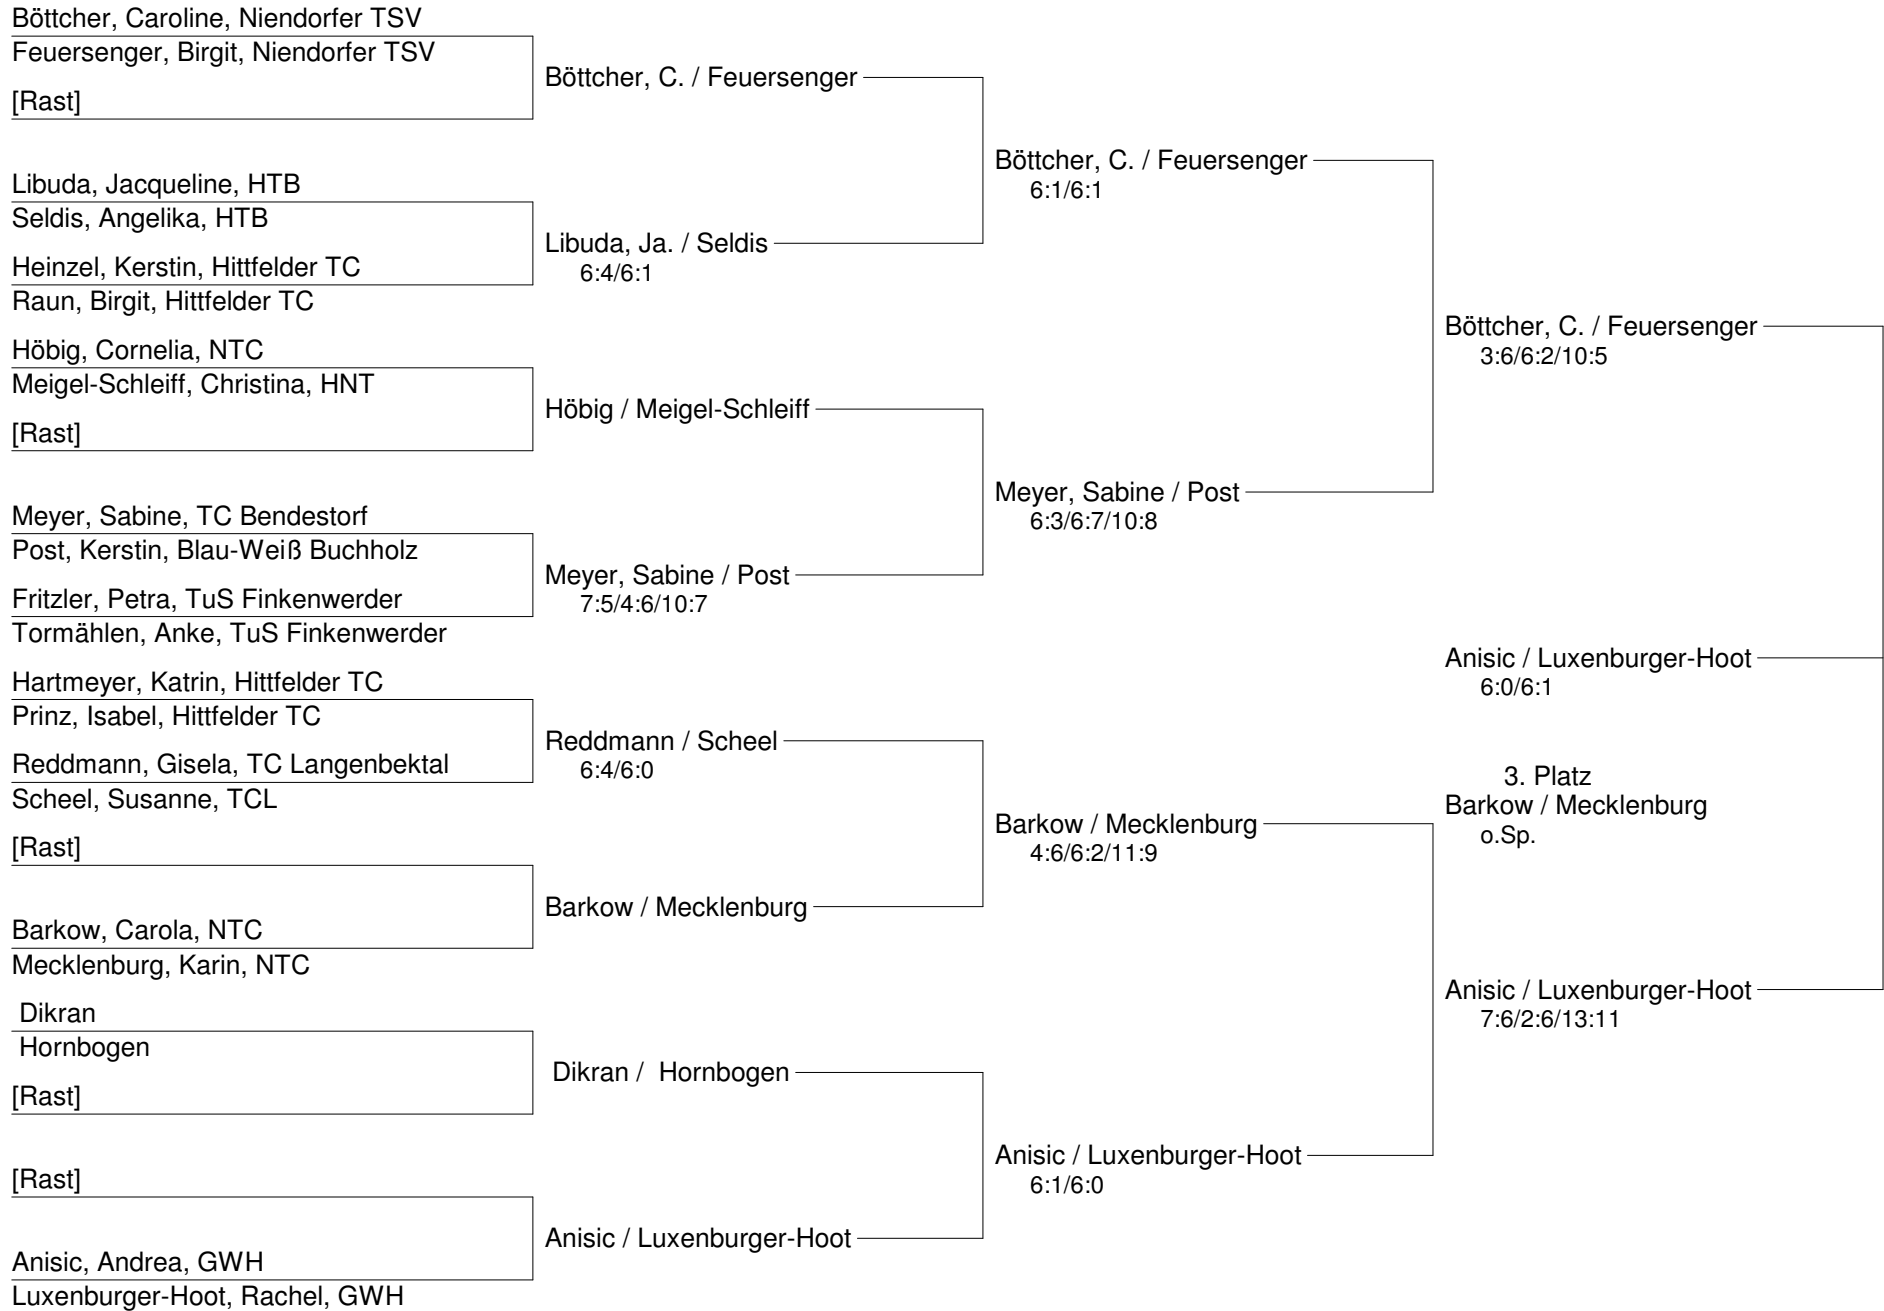 Böttcher, Caroline, Niendorfer TSV
Feuersenger, Birgit, Niendorfer TSV
[Rast]
Libuda, Jacqueline, HTB
Seldis, Angelika, HTB
Heinzel, Kerstin, Hittfelder TC
Raun, Birgit, Hittfelder TC
Höbig, Cornelia, NTC
Meigel-Schleiff, Christina, HNT
[Rast]
Meyer, Sabine, TC Bendestorf
Post, Kerstin, Blau-Weiß Buchholz
Fritzler, Petra, TuS Finkenwerder
Tormählen, Anke, TuS Finkenwerder
Hartmeyer, Katrin, Hittfelder TC
Prinz, Isabel, Hittfelder TC
Reddmann, Gisela, TC Langenbektal
Scheel, Susanne, TCL
[Rast]
Barkow, Carola, NTC
Mecklenburg, Karin, NTC
Dikran
Hornbogen
[Rast]
[Rast]
Anisic, Andrea, GWH
Luxenburger-Hoot, Rachel, GWH
Böttcher, C. / Feuersenger
Libuda, Ja. / Seldis
6:4/6:1
Höbig / Meigel-Schleiff
Meyer, Sabine / Post
7:5/4:6/10:7
Reddmann / Scheel
6:4/6:0
Barkow / Mecklenburg
Dikran / Hornbogen
Anisic / Luxenburger-Hoot
Böttcher, C. / Feuersenger
6:1/6:1
Meyer, Sabine / Post
6:3/6:7/10:8
Barkow / Mecklenburg
4:6/6:2/11:9
Anisic / Luxenburger-Hoot
6:1/6:0
Böttcher, C. / Feuersenger
3:6/6:2/10:5
Anisic / Luxenburger-Hoot
6:0/6:1
3. Platz
Barkow / Mecklenburg
o.Sp.
Anisic / Luxenburger-Hoot
7:6/2:6/13:11